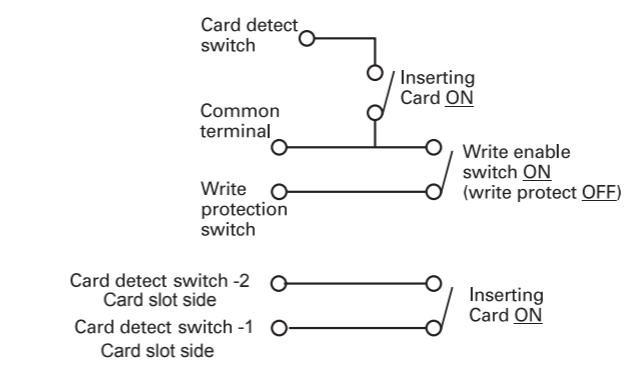 Card detect
switch
Inserting
Card ON
Common
terminal
Write enable
switch ON
(write protect OFF)
Write
protection
switch
Card detect switch -2
Card slot side
Inserting
Card ON
Card detect switch -1
Card slot side